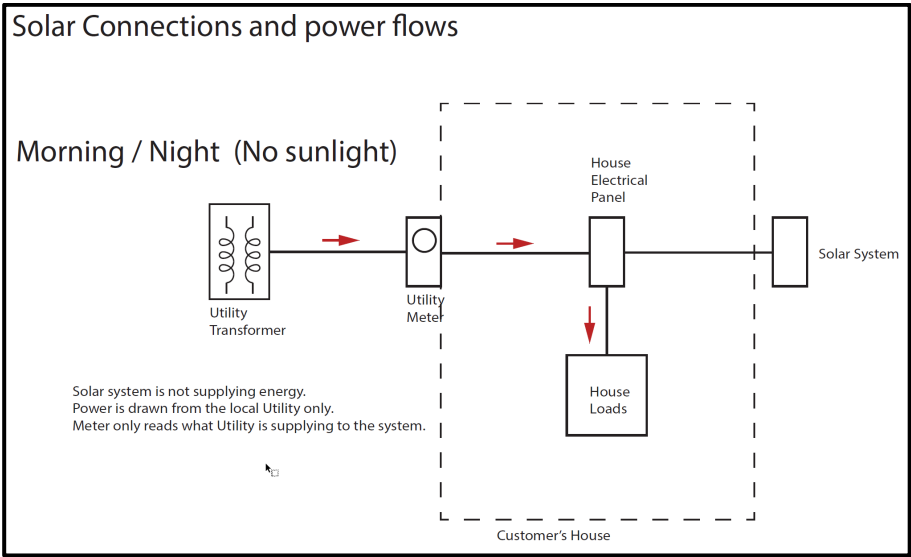 Solar Connections and power flows
Morning / Night (No sunlight)
House
Electrical
Panel
Solar System
Utility
Meter
Utility
Transformer
House
Loads
Solar system is not supplying energy.
Power is drawn from the local Utility only.
Meter only reads what Utility is supplying to the system.
Customer's House